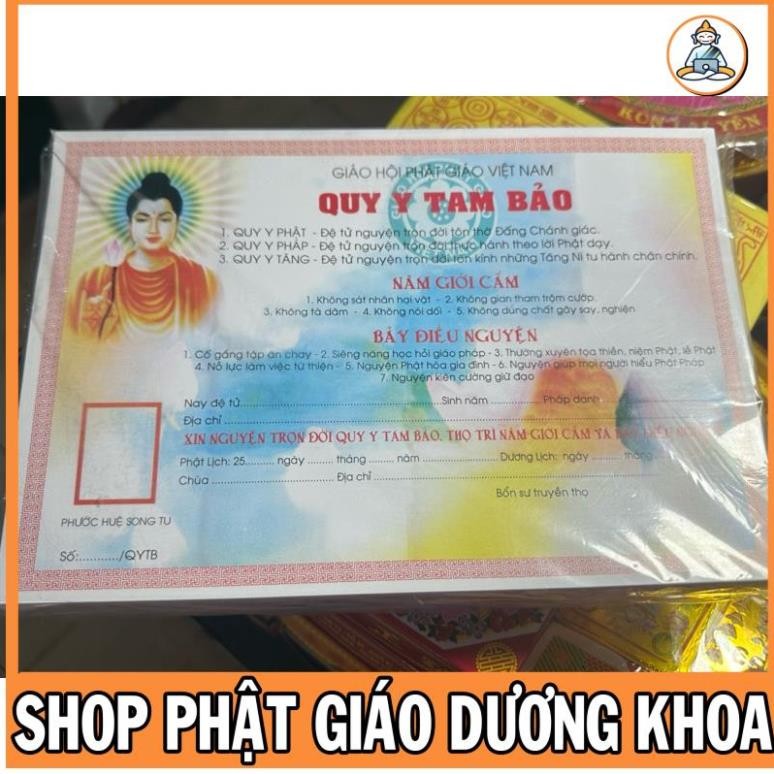 KON YÊN
GIÁO HỘI PHẬT GIÁO VIỆT NAM
QUY Y TAM BẢO
1. QUY Y PHẬT - Đệ tử nguyện trọn đời tôn thờ Đấng Chánh giác.
2. QUY Y PHÁP - Đệ tử nguyện trọn đời thực hành theo lời Phật dạy.
3. QUY Y TĂNG - Đệ tử nguyện trọn đời tôn kính những Tăng Ni tu hành chân chính.
NĂM GIỚI CẤM
1. Không sát nhân hại vật - 2. Không gian tham trộm cướp.
3. Không tà dâm - 4. Không nói dối - 5. Không dùng chất gây say, nghiện
BẢY ĐIỀU NGUYỆN
1. Cố gắng tập ăn chay - 2. Siêng năng học hỏi giáo pháp - 3. Thường xuyên tọa thiền, niệm Phật, lễ Phật
4. Nỗ lực làm việc từ thiện - 5. Nguyện Phật hóa gia đình - 6. Nguyện giúp mọi người hiểu Phật Pháp
7. Nguyện kiên cường giữ đạo
Nay đệ tử.................Sinh năm ............Pháp danh
Địa chỉ
XIN NGUYỆN TRỌN ĐỜI QUY Y TAM BẢO, THỌ TRÌ NĂM GIỚI CẤM VÀ
Phật Lịch: 25.......... ngày ........ tháng ....... năm .................. Dương Lịch: ngày ......... tháng
Chùa .................................... Địa chỉ
Bổn sư truyền thọ
PHƯỚC HUỆ SONG TU
Số:............/QYTB
SHOP PHẬT GIÁO DƯƠNG KHOA